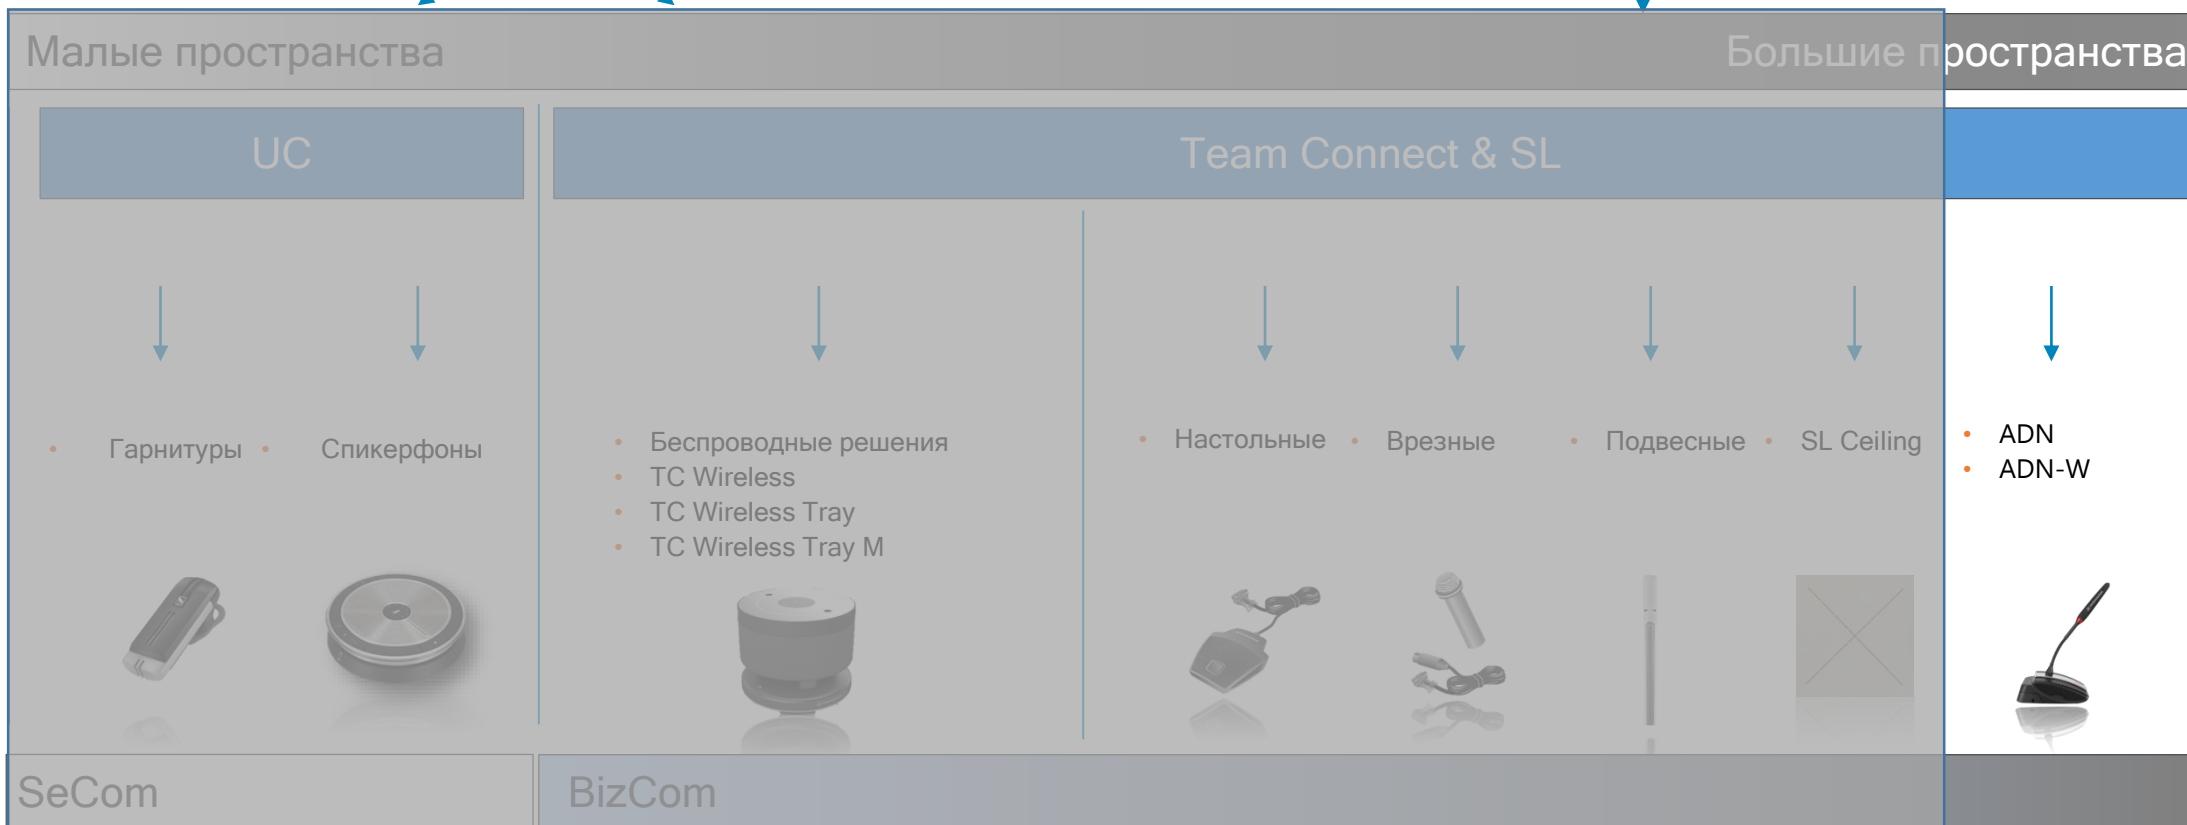 Малые пространства
Большие пространства
UC
Team Connect & SL
• Гарнитуры
• Спикерфоны
• Беспроводные решения
• TC Wireless
• TC Wireless Tray
• TC Wireless Tray M
• Настольные
• Врезные
• Подвесные
• SL Ceiling
• ADN
• ADN-W
SeCom
BizCom